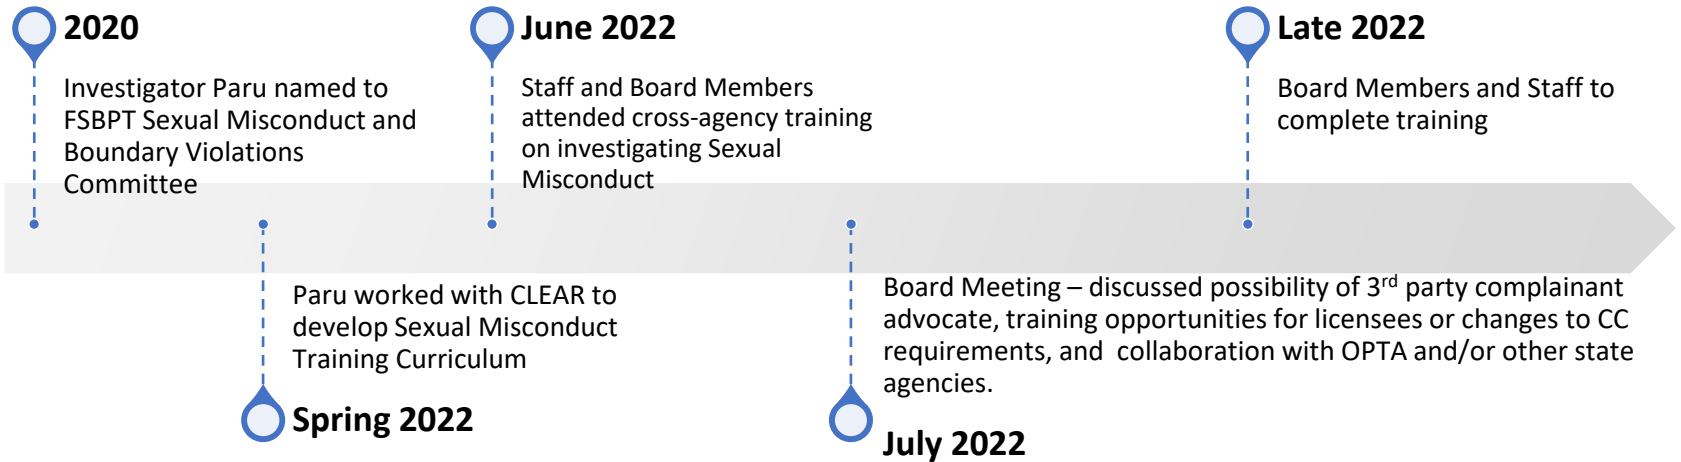 2020
Investigator Paru named to
FSBPT Sexual Misconduct and
Boundary Violations
Committee
Paru worked with CLEAR to
develop Sexual Misconduct
Training Curriculum
Spring 2022
June 2022
Staff and Board Members
attended cross-agency training
on investigating Sexual
Misconduct
Board Meeting – discussed possibility of 3rd party complainant
advocate, training opportunities for licensees or changes to CC
requirements, and  collaboration with OPTA and/or other state
agencies.
July 2022
Late 2022
Board Members and Staff to
complete training